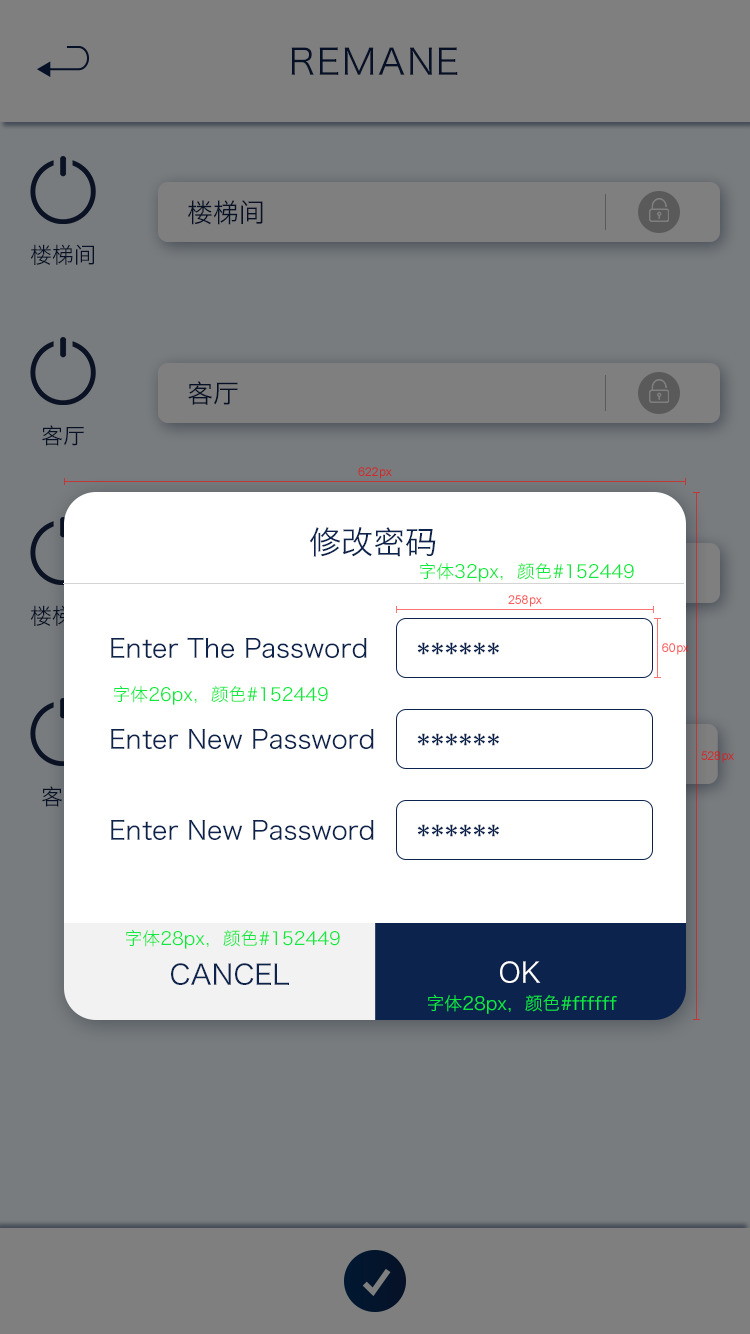 REMANE
楼梯间
楼梯间
客厅
客厅
622px
修改密码
字体32px，颜色#152449
258px
Enter The Password
******
60px
字体26px，颜色#152449
楼梯
Enter New Password
******
528px
客
Enter New Password
******
字体28px，颜色#152449
CANCEL
OK
字体28px，颜色#ffffff